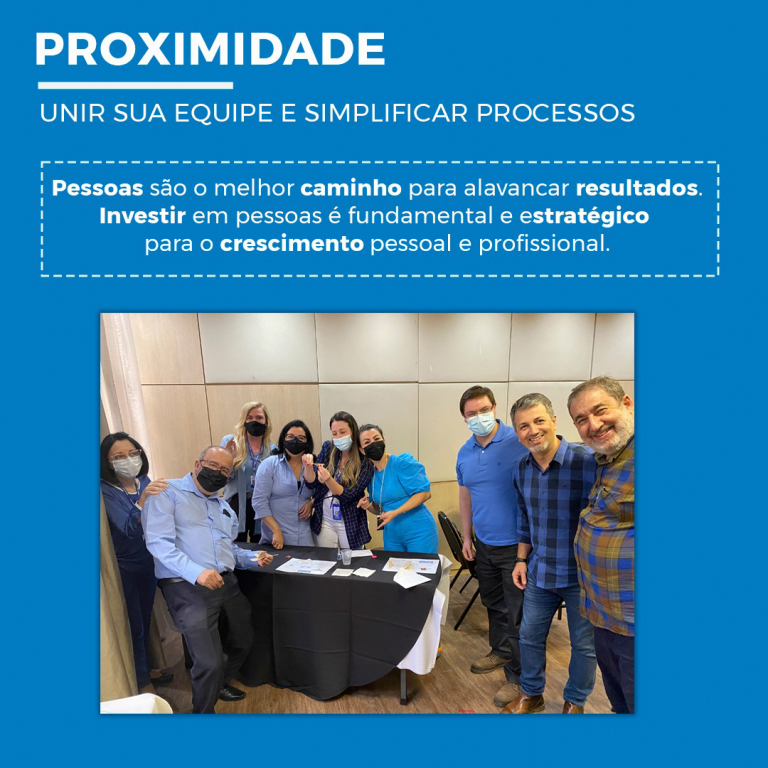 PROXIMIDADE
UNIR SUA EQUIPE E SIMPLIFICAR PROCESSOS
Pessoas são o melhor caminho para alavancar resultados.
Investir em pessoas é fundamental e estratégico
para o crescimento pessoal e profissional.